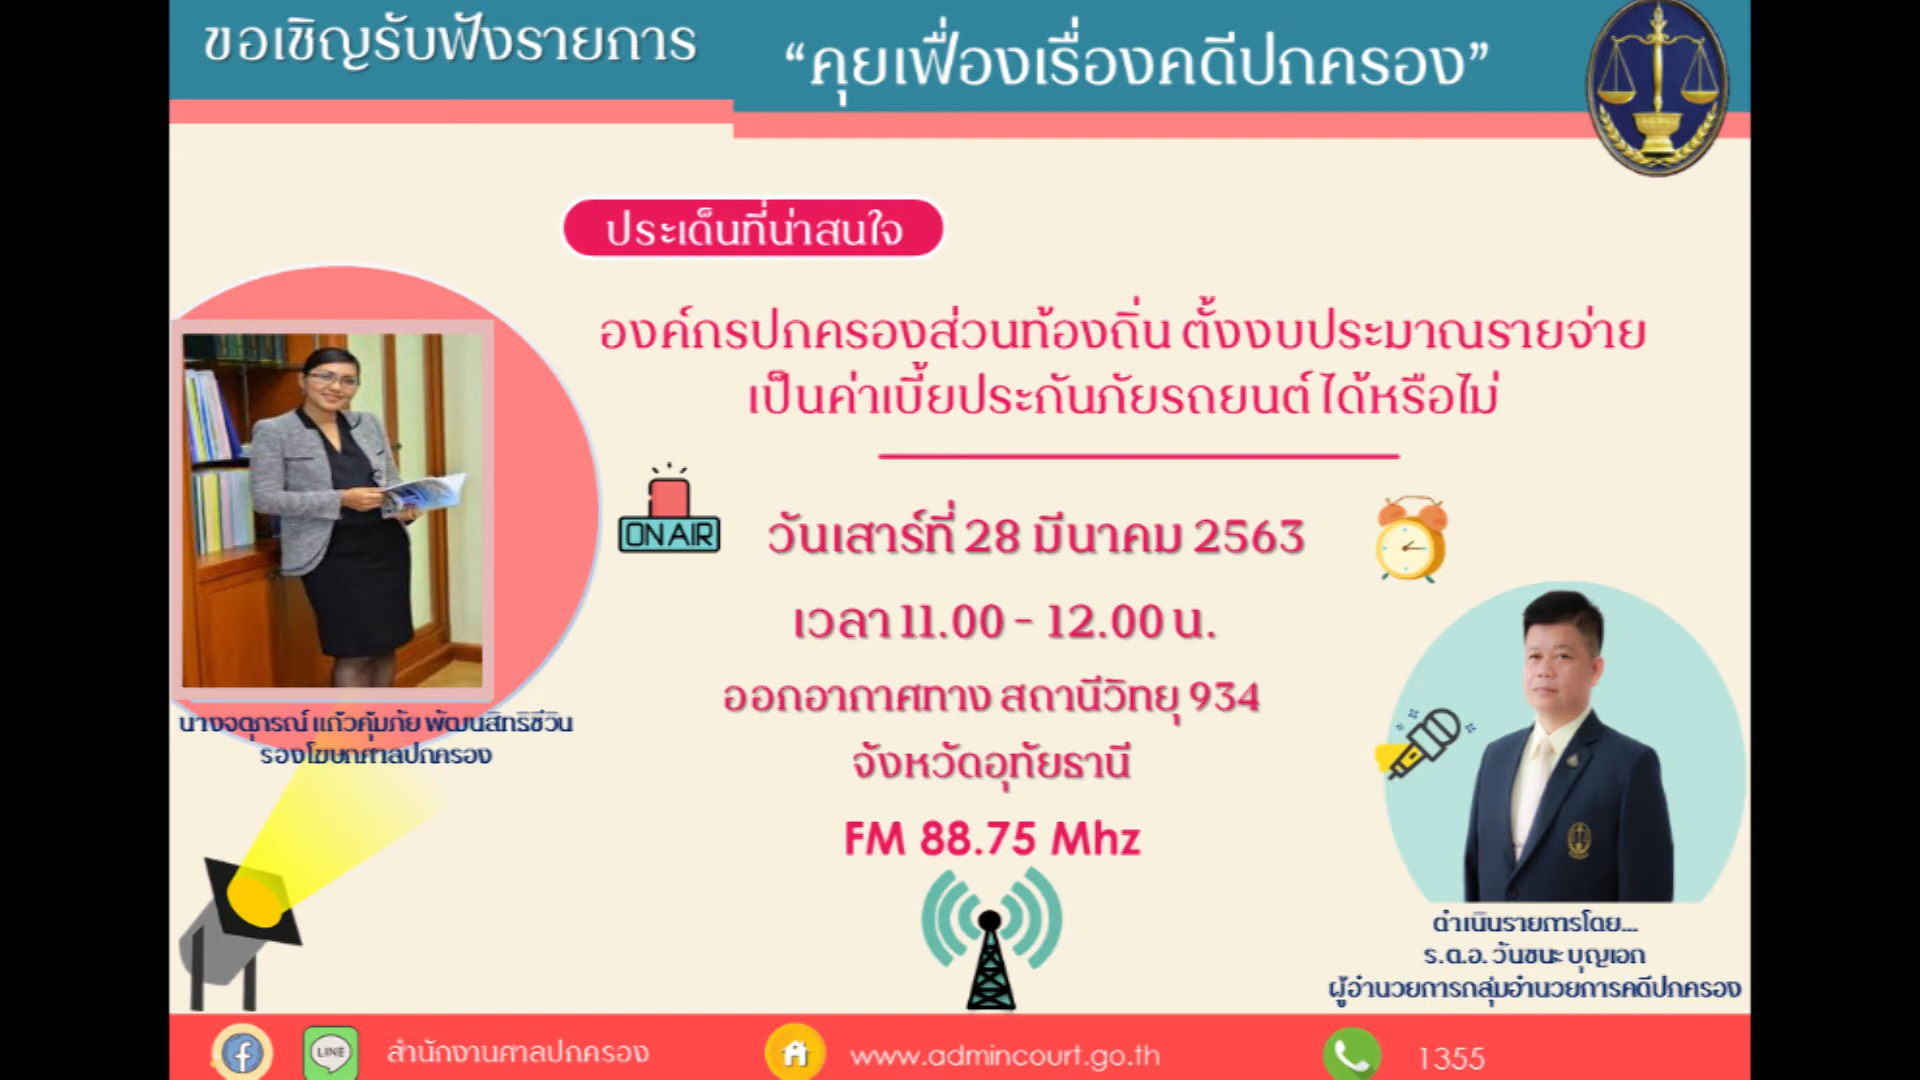 ขอเชิญรับฟังรายการ
“คุยเฟื่องเรื่องคดีปกครอง”
ประเด็นที่น่าสนใจ
องค์กรปกครองส่วนท้องถิ่น ตั้งงบประมาณรายจ่าย
เป็นค่าเบี้ยประกันภัยรถยนต์ ได้หรือไม่
ON AIR
วันเสาร์ที่ 28 มีนาคม 2563
เวลา 11.00 - 12.00 น.
ออกอากาศทาง สถานีวิทยุ 934
จังหวัดอุทัยธานี
FM 88.75 Mhz
นางจตุภรณ์ แก้วคุ้มภัย พัฒนสิทธิชีวิน
รองโฆษกศาลปกครอง
ดำเนินรายการโดย...
ร.ต.อ. วันชนะ บุญเอก
ผู้อำนวยการกลุ่มอำนวยการคดีปกครอง
LINE
สำนักงานศาลปกครอง
www.admincourt.go.th
1355